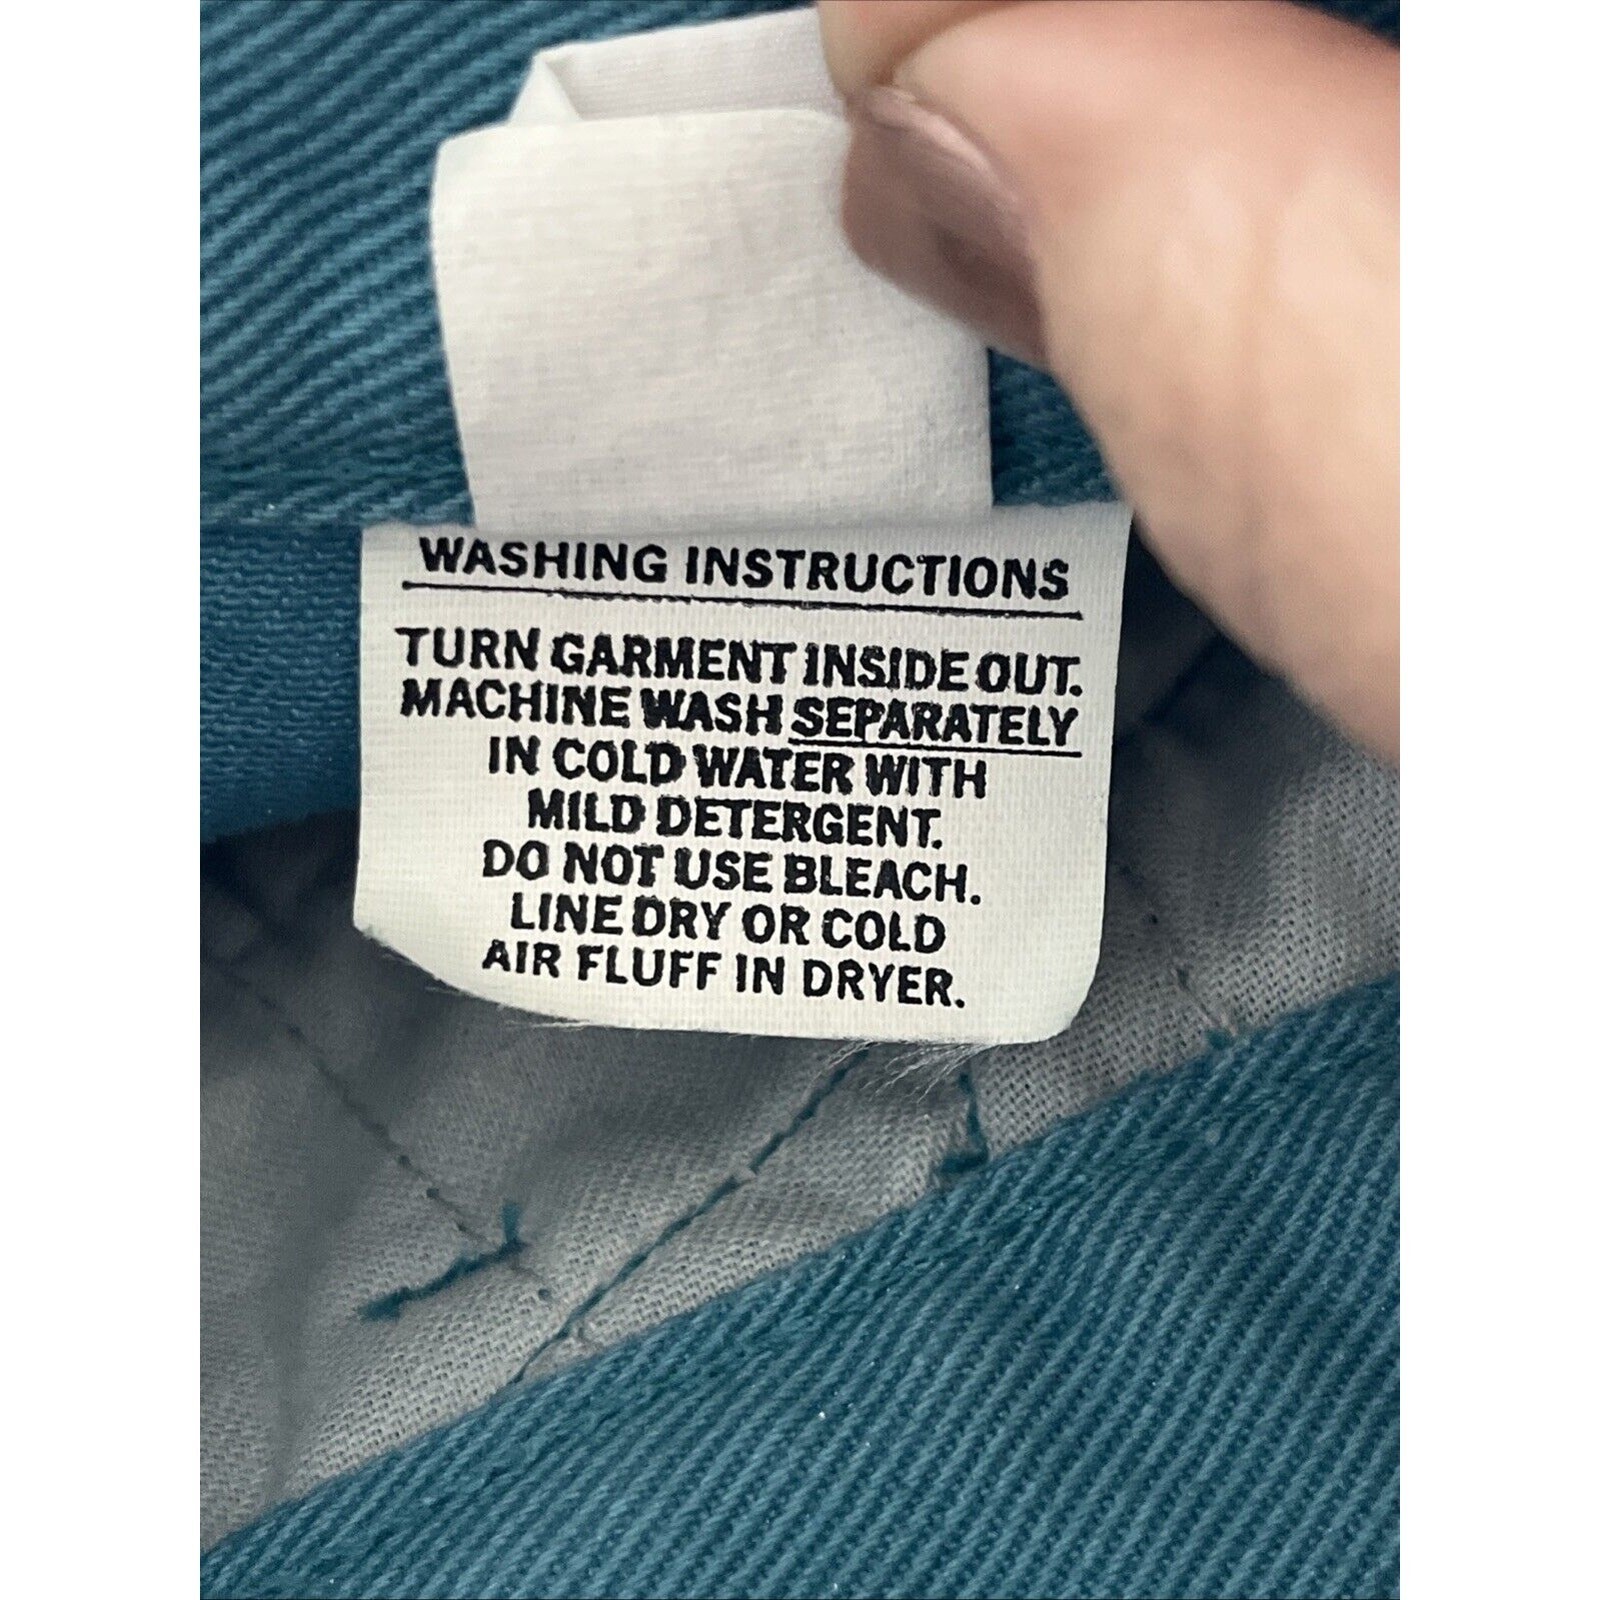 WASHING INSTRUCTIONS
TURN GARMENT INSIDE OUT.
MACHINE WASH SEPARATELY
IN COLD WATER WITH
MILD DETERGENT.
DO NOT USE BLEACH.
LINE DRY OR COLD
AIR FLUFF IN DRYER.